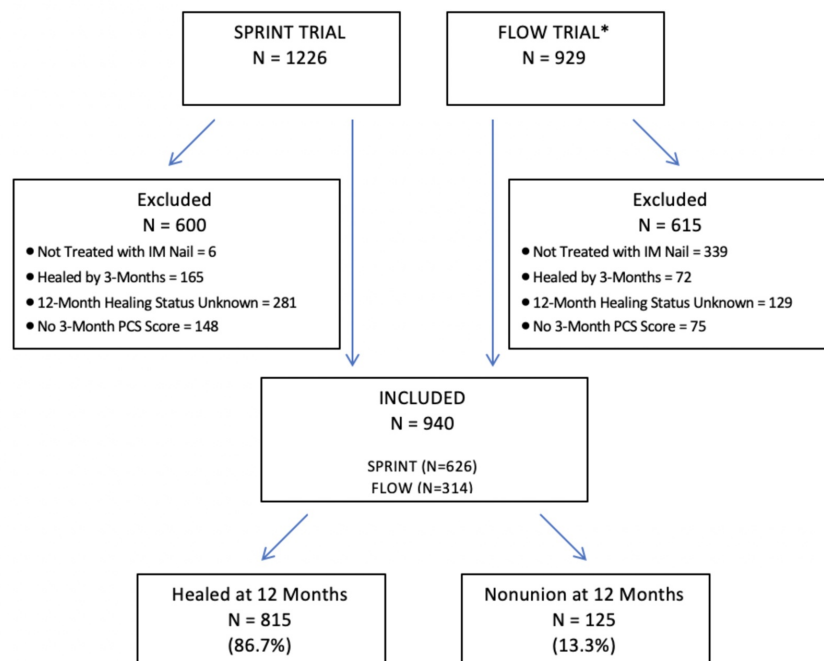 SPRINT TRIAL
N = 1226
FLOW TRIAL*
N = 929
Excluded
N = 600
● Not Treated with IM Nail = 6
● Healed by 3-Months = 165
● 12-Month Healing Status Unknown = 281
● No 3-Month PCS Score = 148
Excluded
N = 615
● Not Treated with IM Nail = 339
● Healed by 3-Months = 72
● 12-Month Healing Status Unknown = 129
● No 3-Month PCS Score = 75
INCLUDED
N = 940
SPRINT (N=626)
FLOW (N=314)
Healed at 12 Months
N = 815
(86.7%)
Nonunion at 12 Months
N = 125
(13.3%)